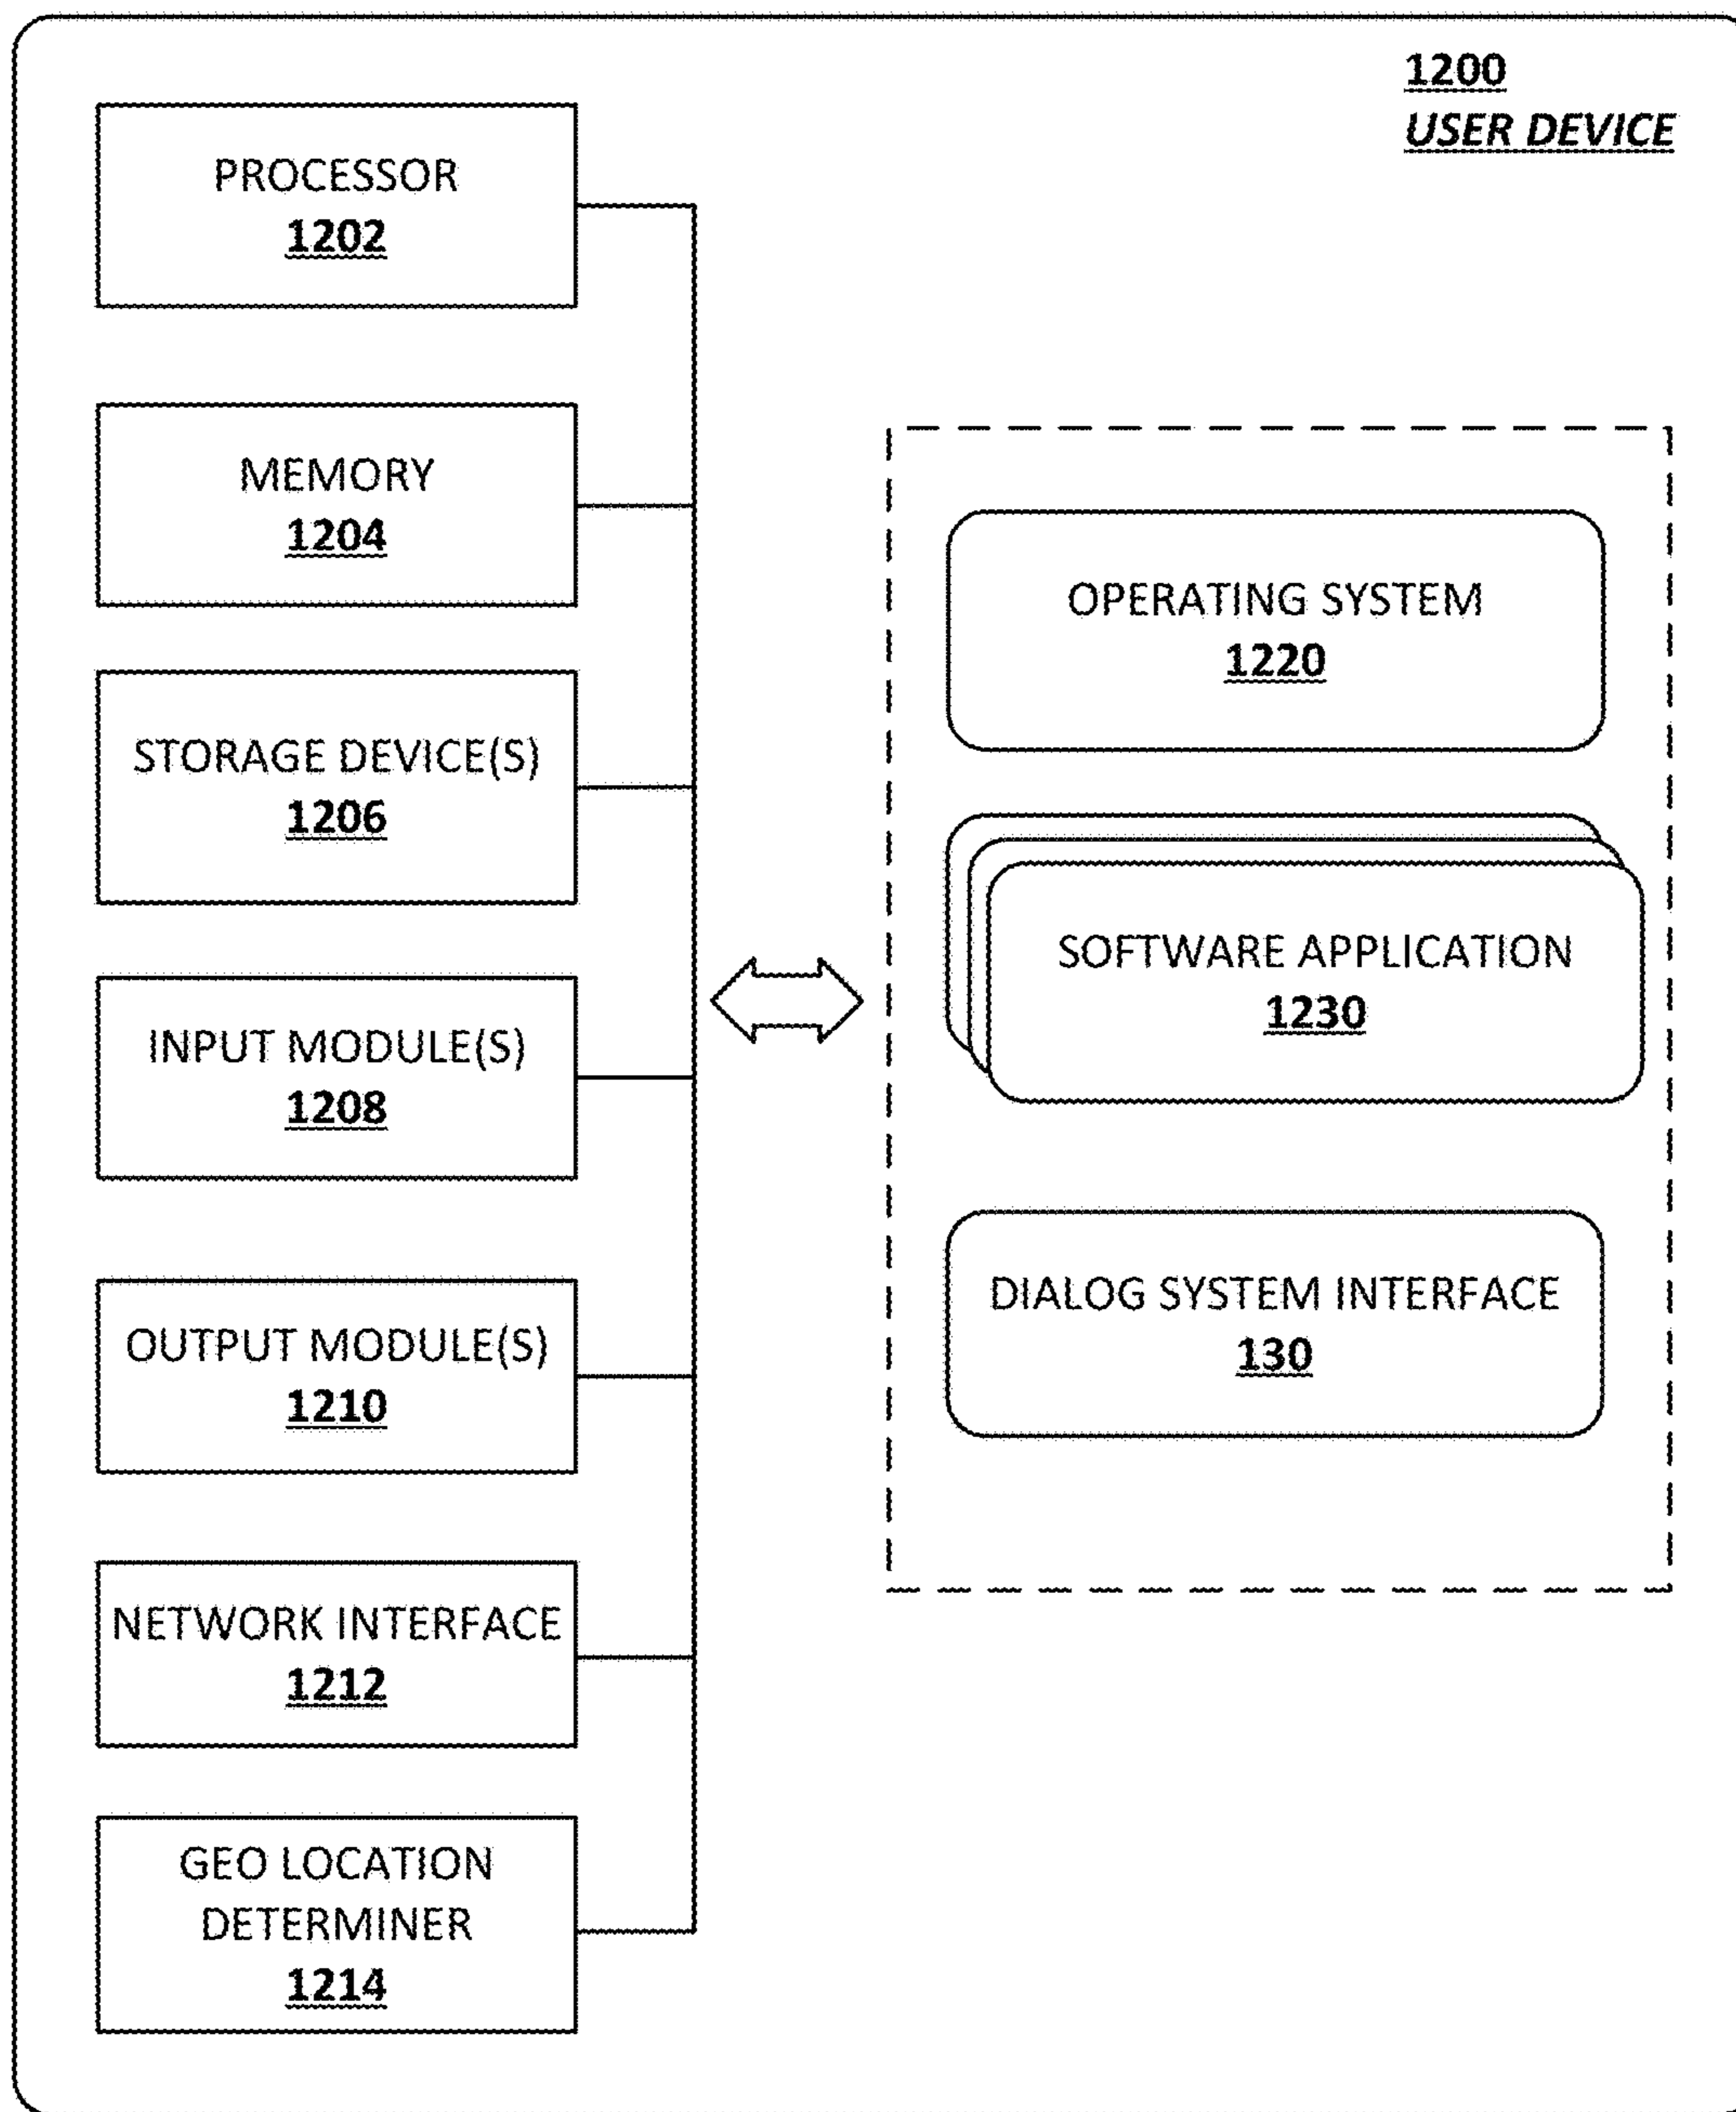 1200
USER DEVICE
PROCESSOR
1202
MEMORY
1204
STORAGE DEVICE(S)
1206
INPUT MODULE(S)
1208
OUTPUT MODULE(S)
1210
NETWORK INTERFACE
1212
GEO LOCATION
DETERMINER
1214
OPERATING SYSTEM
1220
SOFTWARE APPLICATION
1230
DIALOG SYSTEM INTERFACE
130